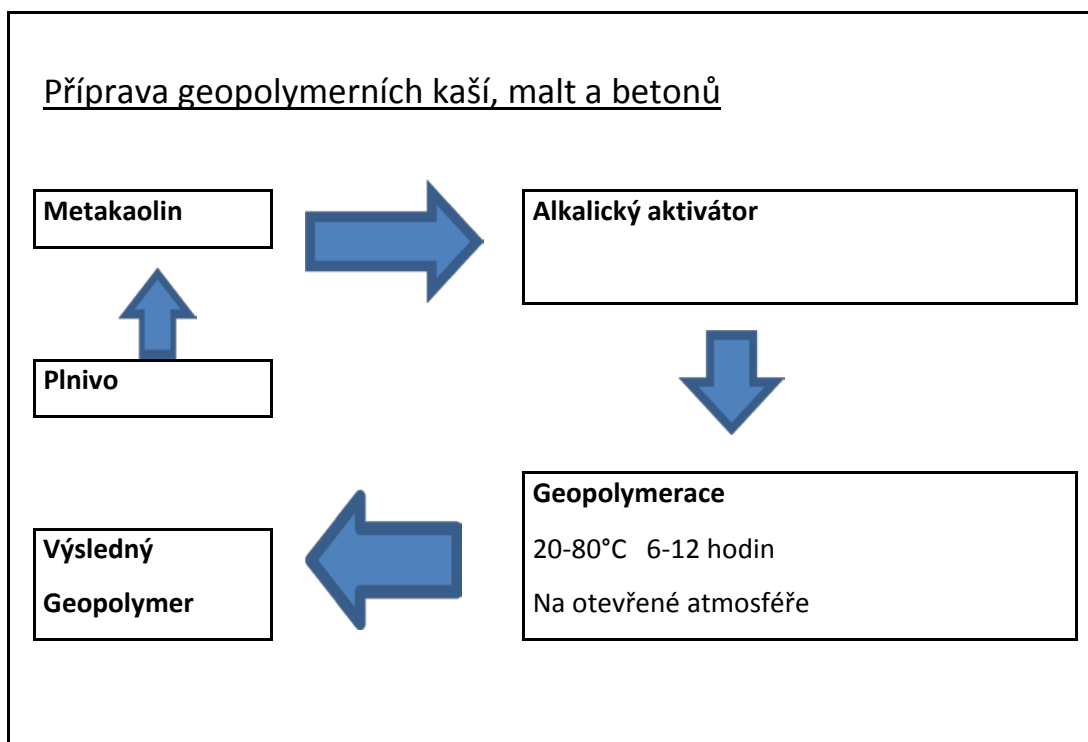 Příprava geopolymerních kaší, malt a betonů
Metakaolin
Alkalický aktivátor
Plnivo
Geopolymerace
20-80°C 6-12 hodin
Na otevřené atmosféře
Výsledný
Geopolymer